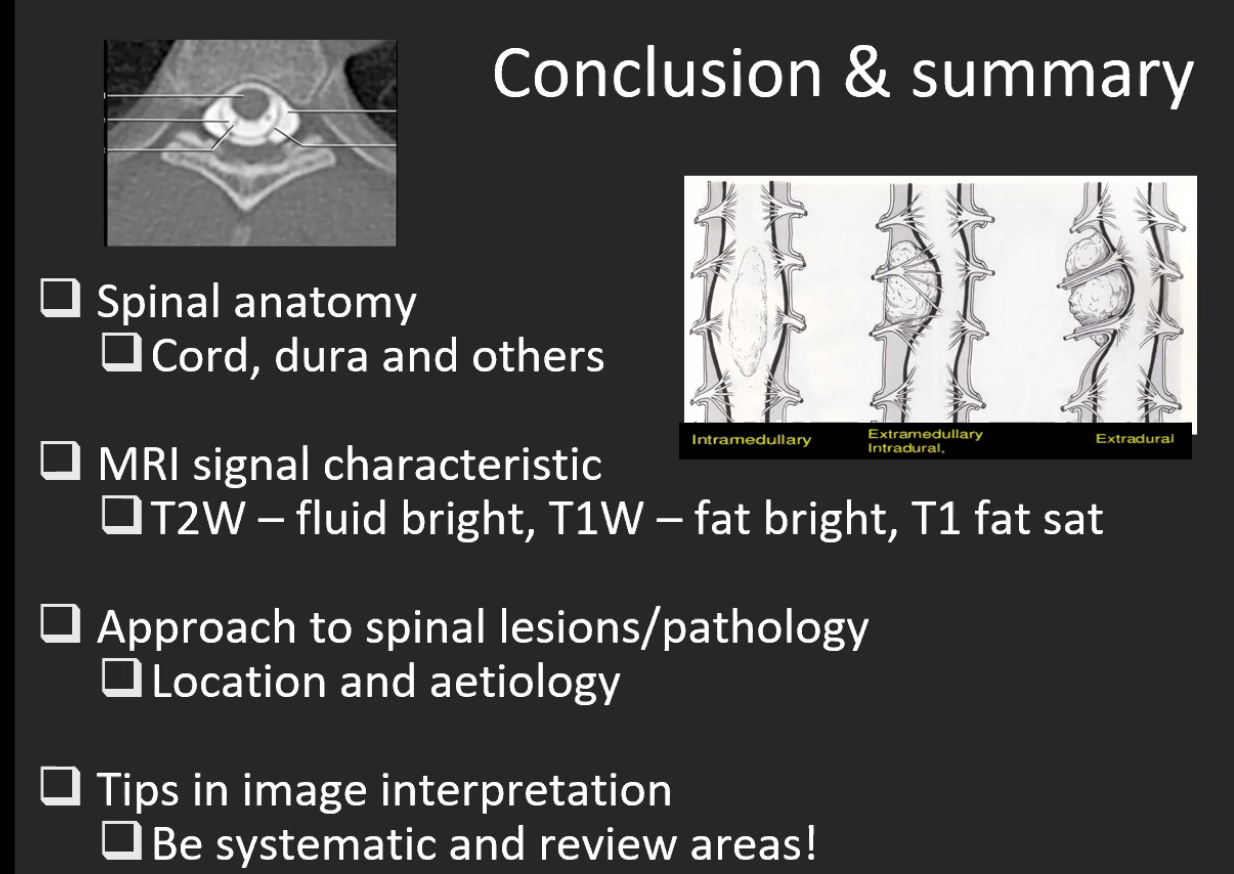 Conclusion & summary
Spinal anatomy
Cord, dura and others
Intramedullary
Extramedullary
Intradural,
Extradural
MRI signal characteristic
T2W – fluid bright, T1W – fat bright, T1 fat sat
Approach to spinal lesions/pathology
Location and aetiology
Tips in image interpretation
Be systematic and review areas!